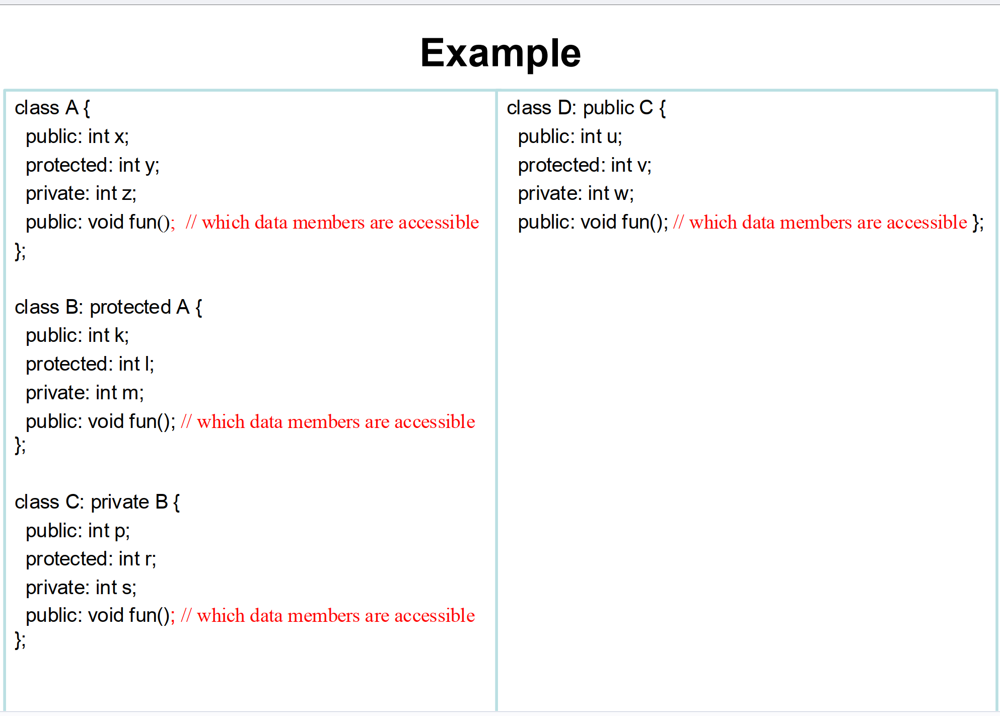 Example
class A {
public: int x;
protected: int y;
private: int z;
public: void fun();  // which data members are accessible
};
class B: protected A {
public: int k;
protected: int l;
private: int m;
public: void fun(); // which data members are accessible
};
class C: private B {
public: int p;
protected: int r;
private: int s;
public: void fun(); // which data members are accessible
};
class D: public C {
public: int u;
protected: int v;
private: int w;
public: void fun(); // which data members are accessible };